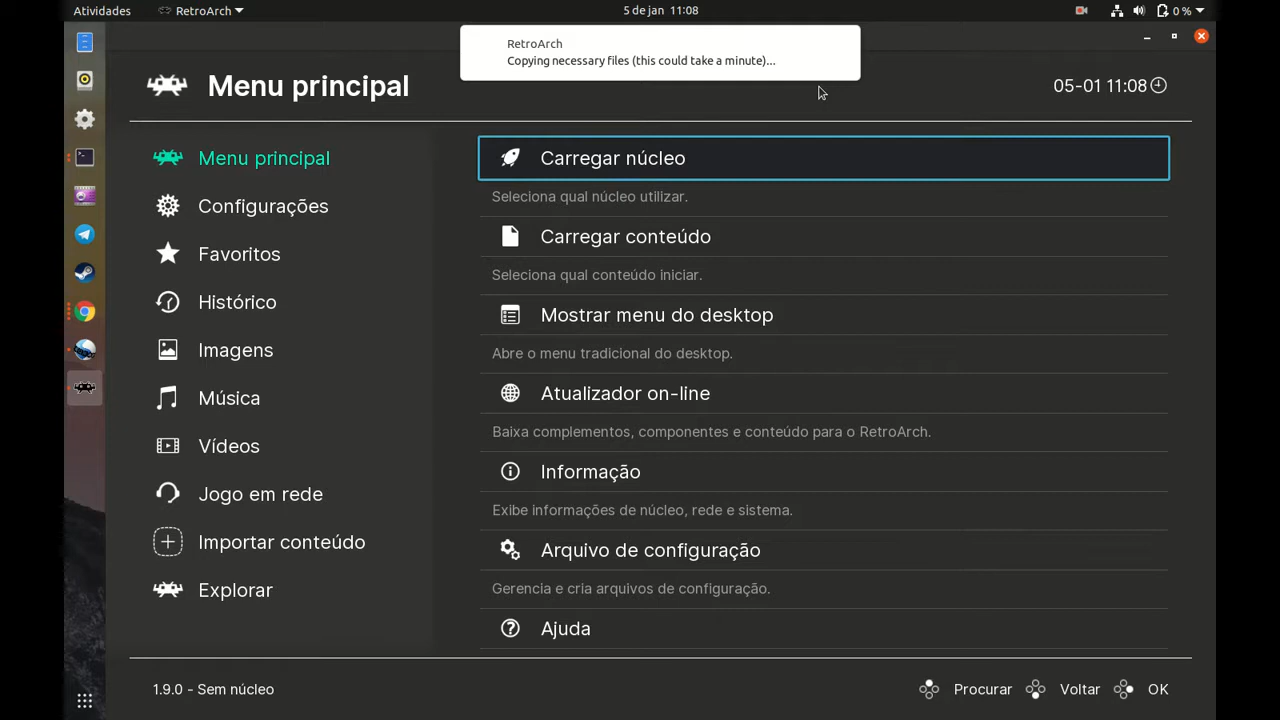 Atividades
RetroArch
5 de jan 11:08
0 %
RetroArch
Copying necessary files (this could take a minute)...
Menu principal
05-01 11:08
Menu principal
Configurações
Favoritos
Histórico
Imagens
Música
Vídeos
Jogo em rede
Importar conteúdo
Explorar
Carregar núcleo
Seleciona qual núcleo utilizar.
Carregar conteúdo
Seleciona qual conteúdo iniciar.
Mostrar menu do desktop
Abre o menu tradicional do desktop.
Atualizador on-line
Baixa complementos, componentes e conteúdo para o RetroArch.
Informação
Exibe informações de núcleo, rede e sistema.
Arquivo de configuração
Gerencia e cria arquivos de configuração.
Ajuda
1.9.0 - Sem núcleo
Procurar
Voltar
OK